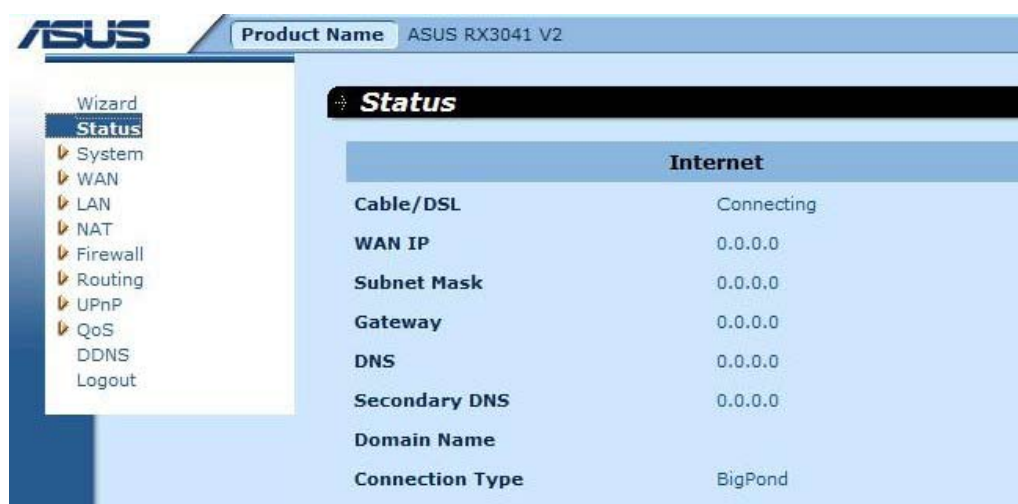 ASUS
Product Name ASUS RX3041 V2
Wizard
Status
System
WAN
LAN
NAT
Firewall
Routing
UPnP
QoS
DDNS
Logout
Status
Internet
Cable/DSL Connecting
WAN IP 0.0.0.0
Subnet Mask 0.0.0.0
Gateway 0.0.0.0
DNS 0.0.0.0
Secondary DNS 0.0.0.0
Domain Name
Connection Type BigPond